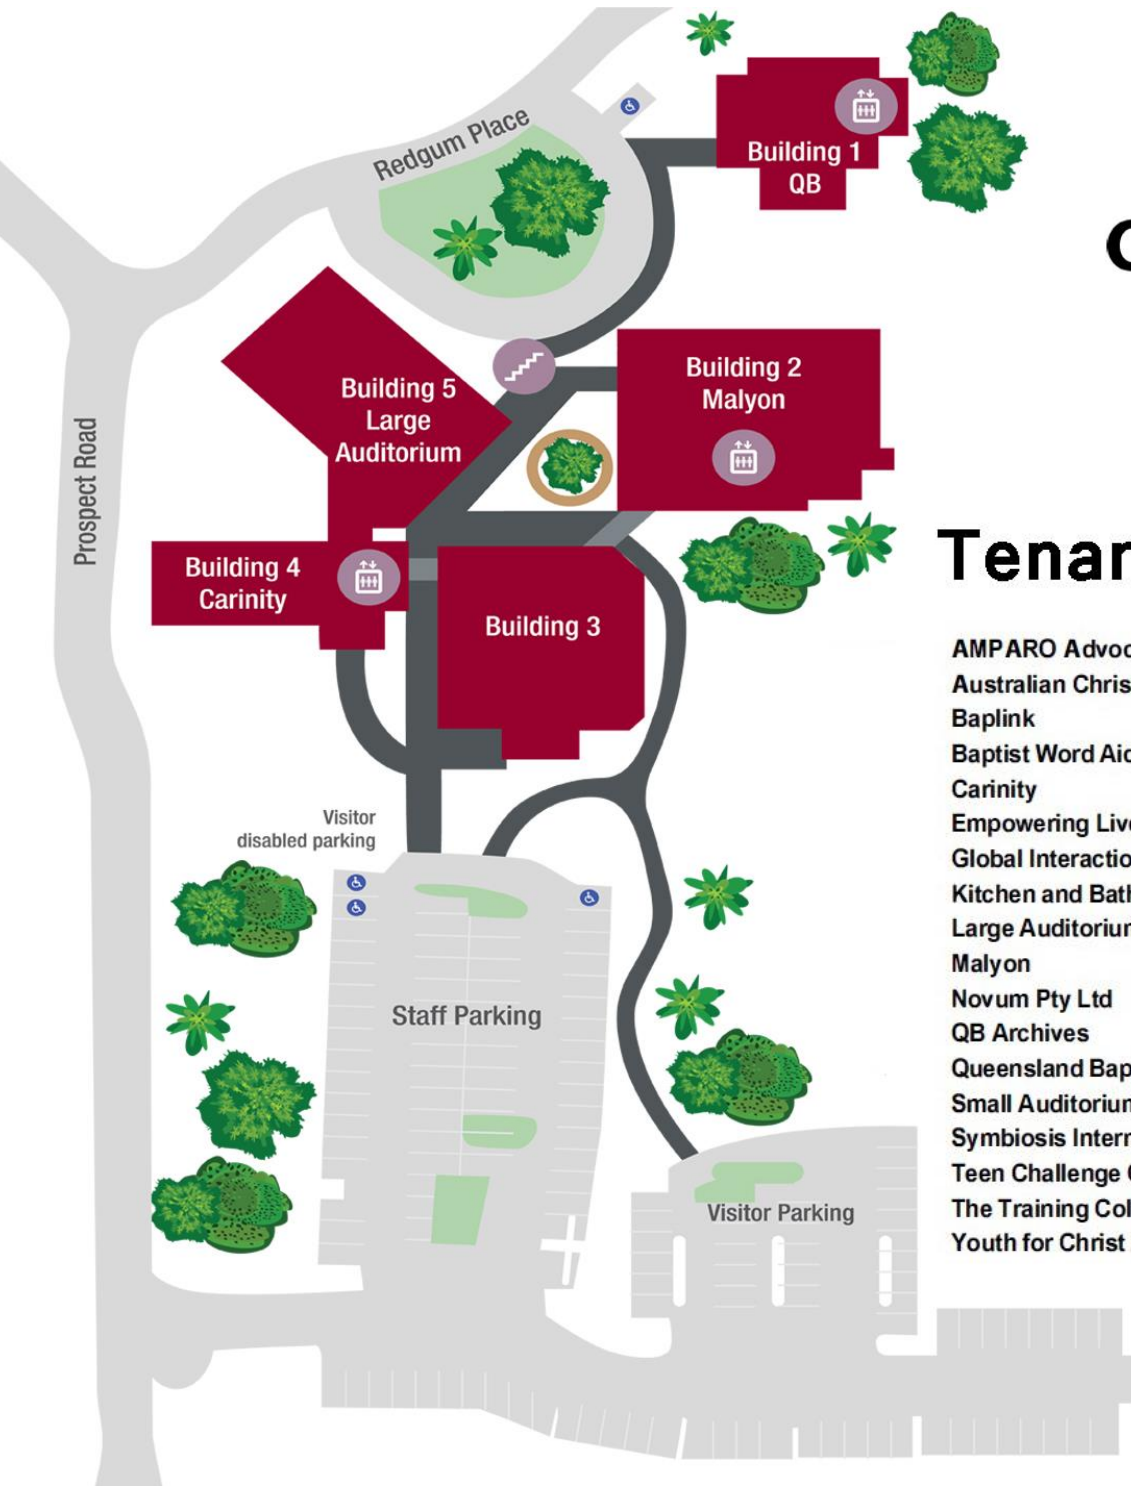 Redgum Place
Building 1
QB
Building 2
Malyon
Building 5
Large
Auditorium
Prospect Road
Building 4
Carinity
Building 3
Visitor
disabled parking
Staff Parking
Visitor Parking
Tenan
AMPARO Advoc
Australian Chris
Baplink
Baptist Word Aid
Carinity
Empowering Live
Global Interactio
Kitchen and Bath
Large Auditorium
Malyon
Novum Pty Ltd
QB Archives
Queensland Bap
Small Auditorium
Symbiosis Intern
Teen Challenge
The Training Col
Youth for Christ